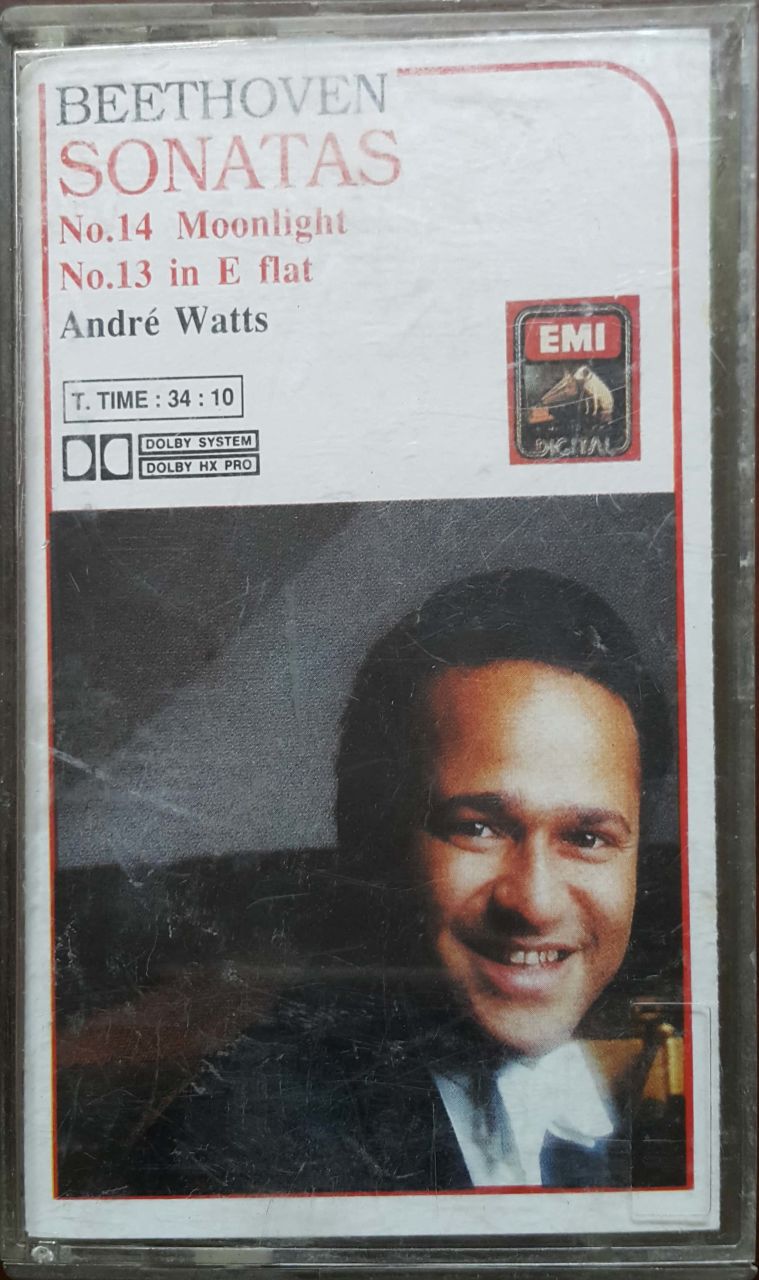 BEETHOVEN
SONATAS
No.14 Moonlight
No.13 in E flat
André Watts
T. TIME : 34 : 10
DOLBY SYSTEM
DOLBY HX PRO
EMI
DIGITAL